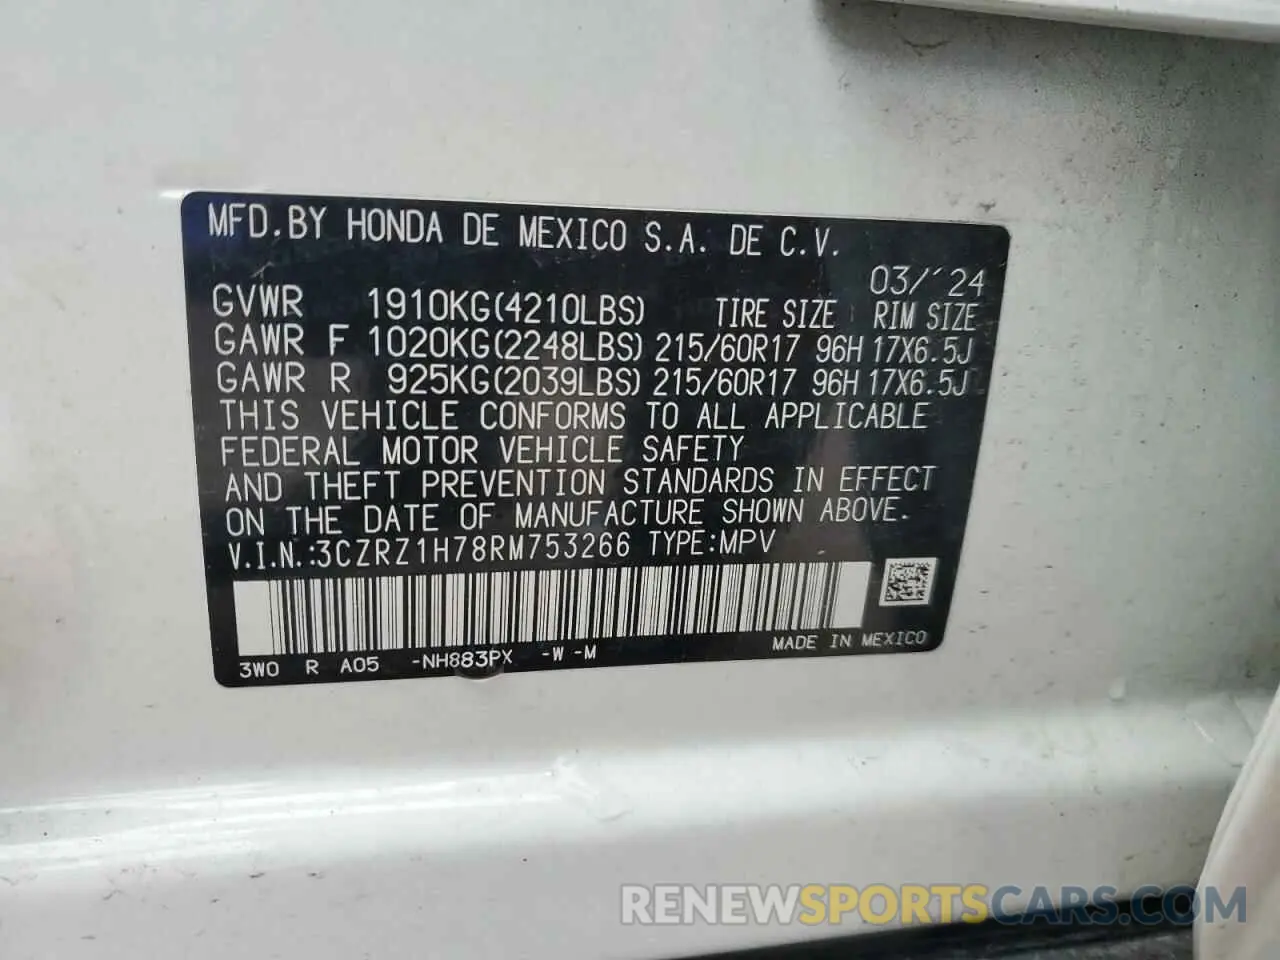 MFD.BY HONDA DE MEXICO S.A. DE C.V.
03/´24
GVWR 1910KG(4210LBS) TIRE SIZE RIM SIZE
GAWR F 1020KG(2248LBS) 215/60R17 96H 17X6.5J
GAWR R 925KG(2039LBS) 215/60R17 96H 17X6.5J
THIS VEHICLE CONFORMS TO ALL APPLICABLE
FEDERAL MOTOR VEHICLE SAFETY
AND THEFT PREVENTION STANDARDS IN EFFECT
ON THE DATE OF MANUFACTURE SHOWN ABOVE.
V.I.N.:3CZRZ1H78RM753266 TYPE:MPV
MADE IN MEXICO
3W0 R A05 -NH883PX -W -M
RENEWSPORTSCARS.COM